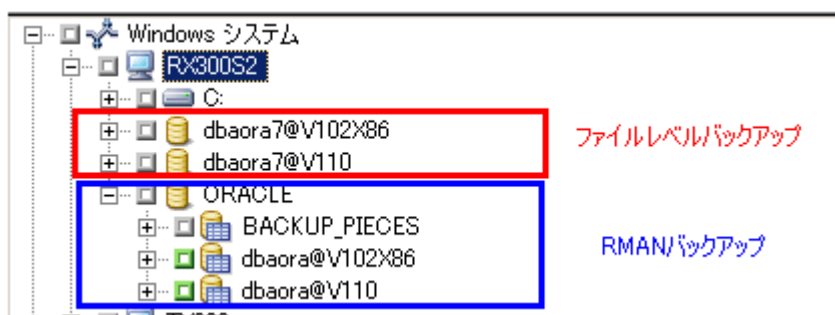 Windows システム
RX300S2
C:
dbaora7@V102X86
ファイルレベルバックアップ
dbaora7@V110
ORACLE
BACKUP_PIECES
RMANバックアップ
dbaora@V102X86
dbaora@V110